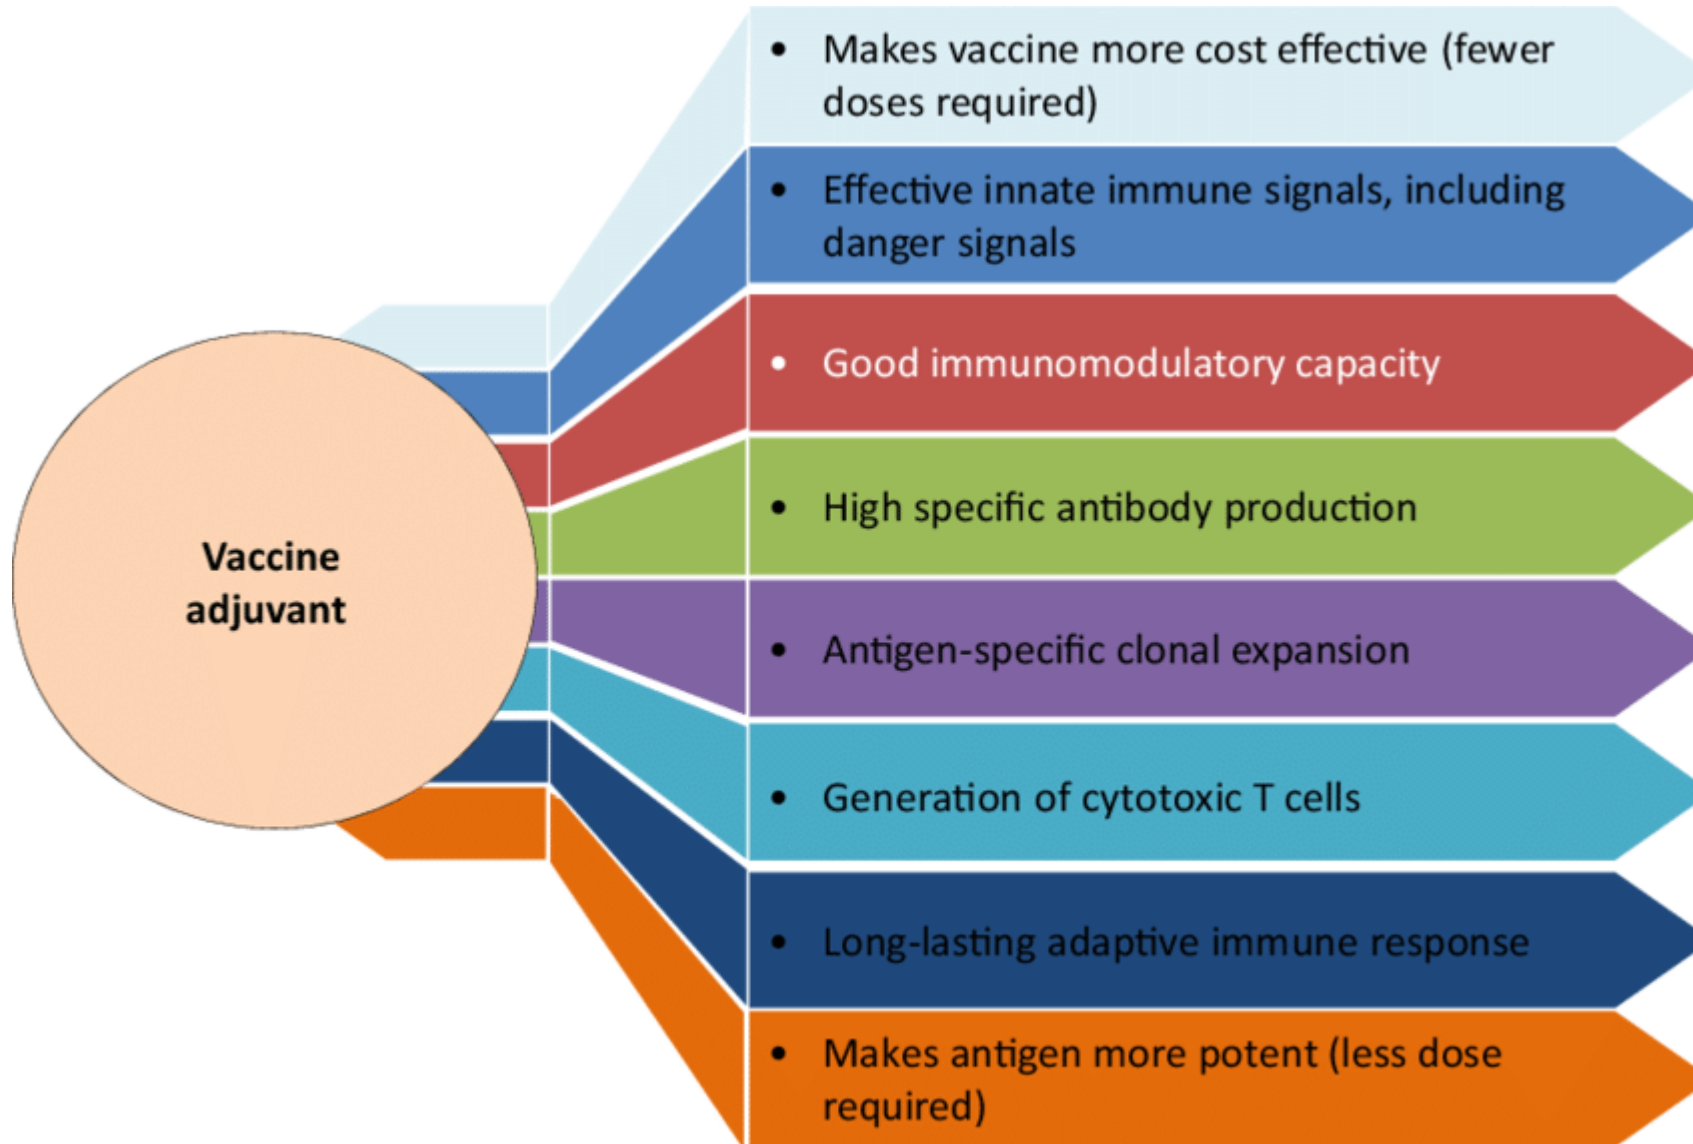 • Makes vaccine more cost effective (fewer
doses required)
• Effective innate immune signals, including
danger signals
• Good immunomodulatory capacity
• High specific antibody production
Vaccine
adjuvant
• Antigen-specific clonal expansion
• Generation of cytotoxic T cells
• Long-lasting adaptive immune response
• Makes antigen more potent (less dose
required)